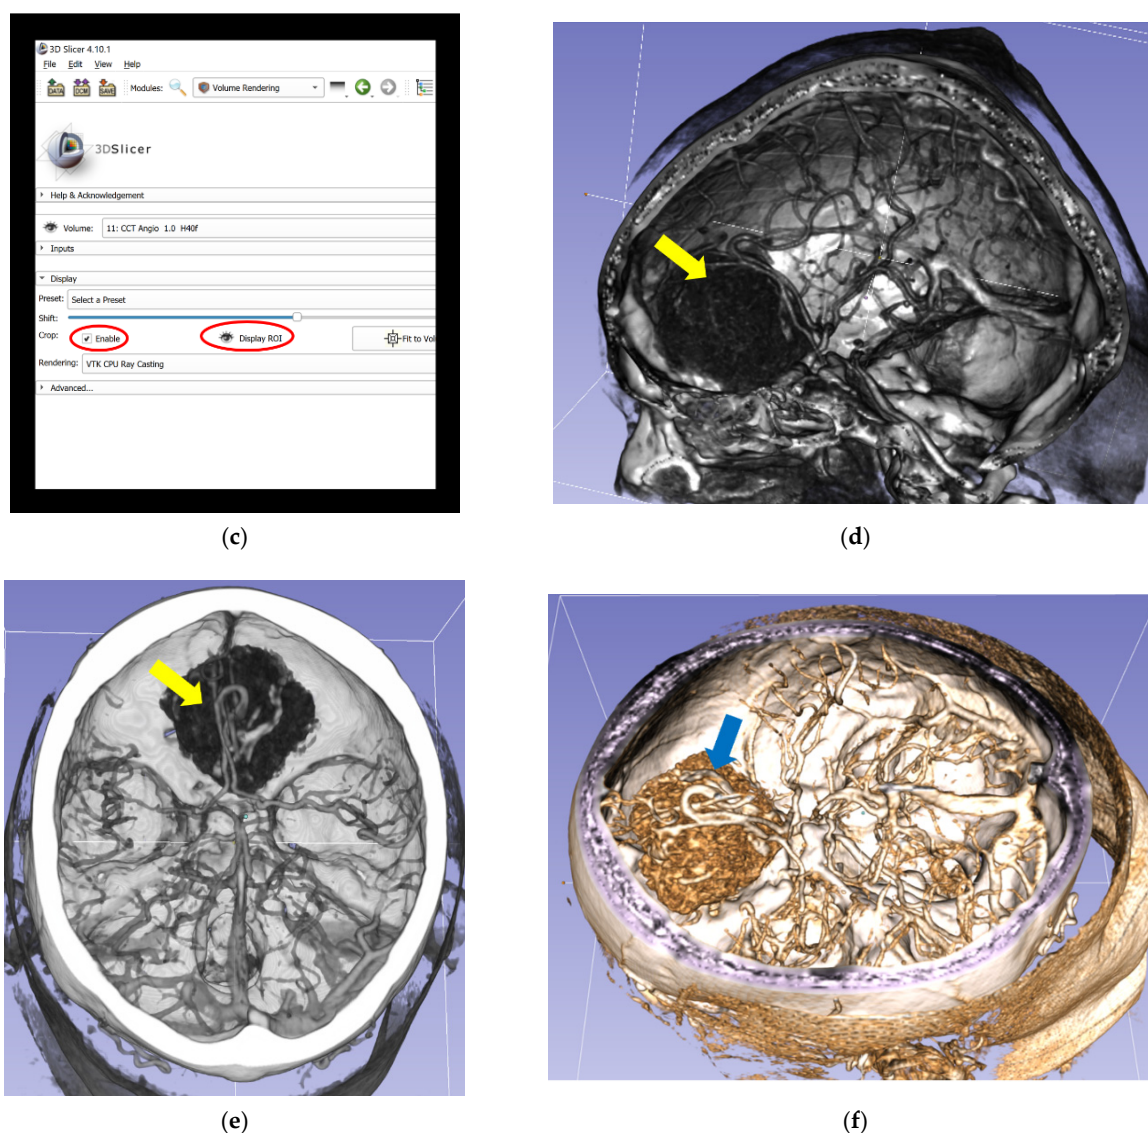 3D Slicer 4.10.1
File Edit View Help
DATA DCM SAVE Modules: Volume Rendering
3DSlicer
Help & Acknowledgement
Volume: 11: CCT Angio 1.0 H40f
Inputs
Display
Preset: Select a Preset
Shift:
Crop: Enable Display ROI Fit to Vol
Rendering: VTK CPU Ray Casting
Advanced...
(c)
(d)
(e)
(f)